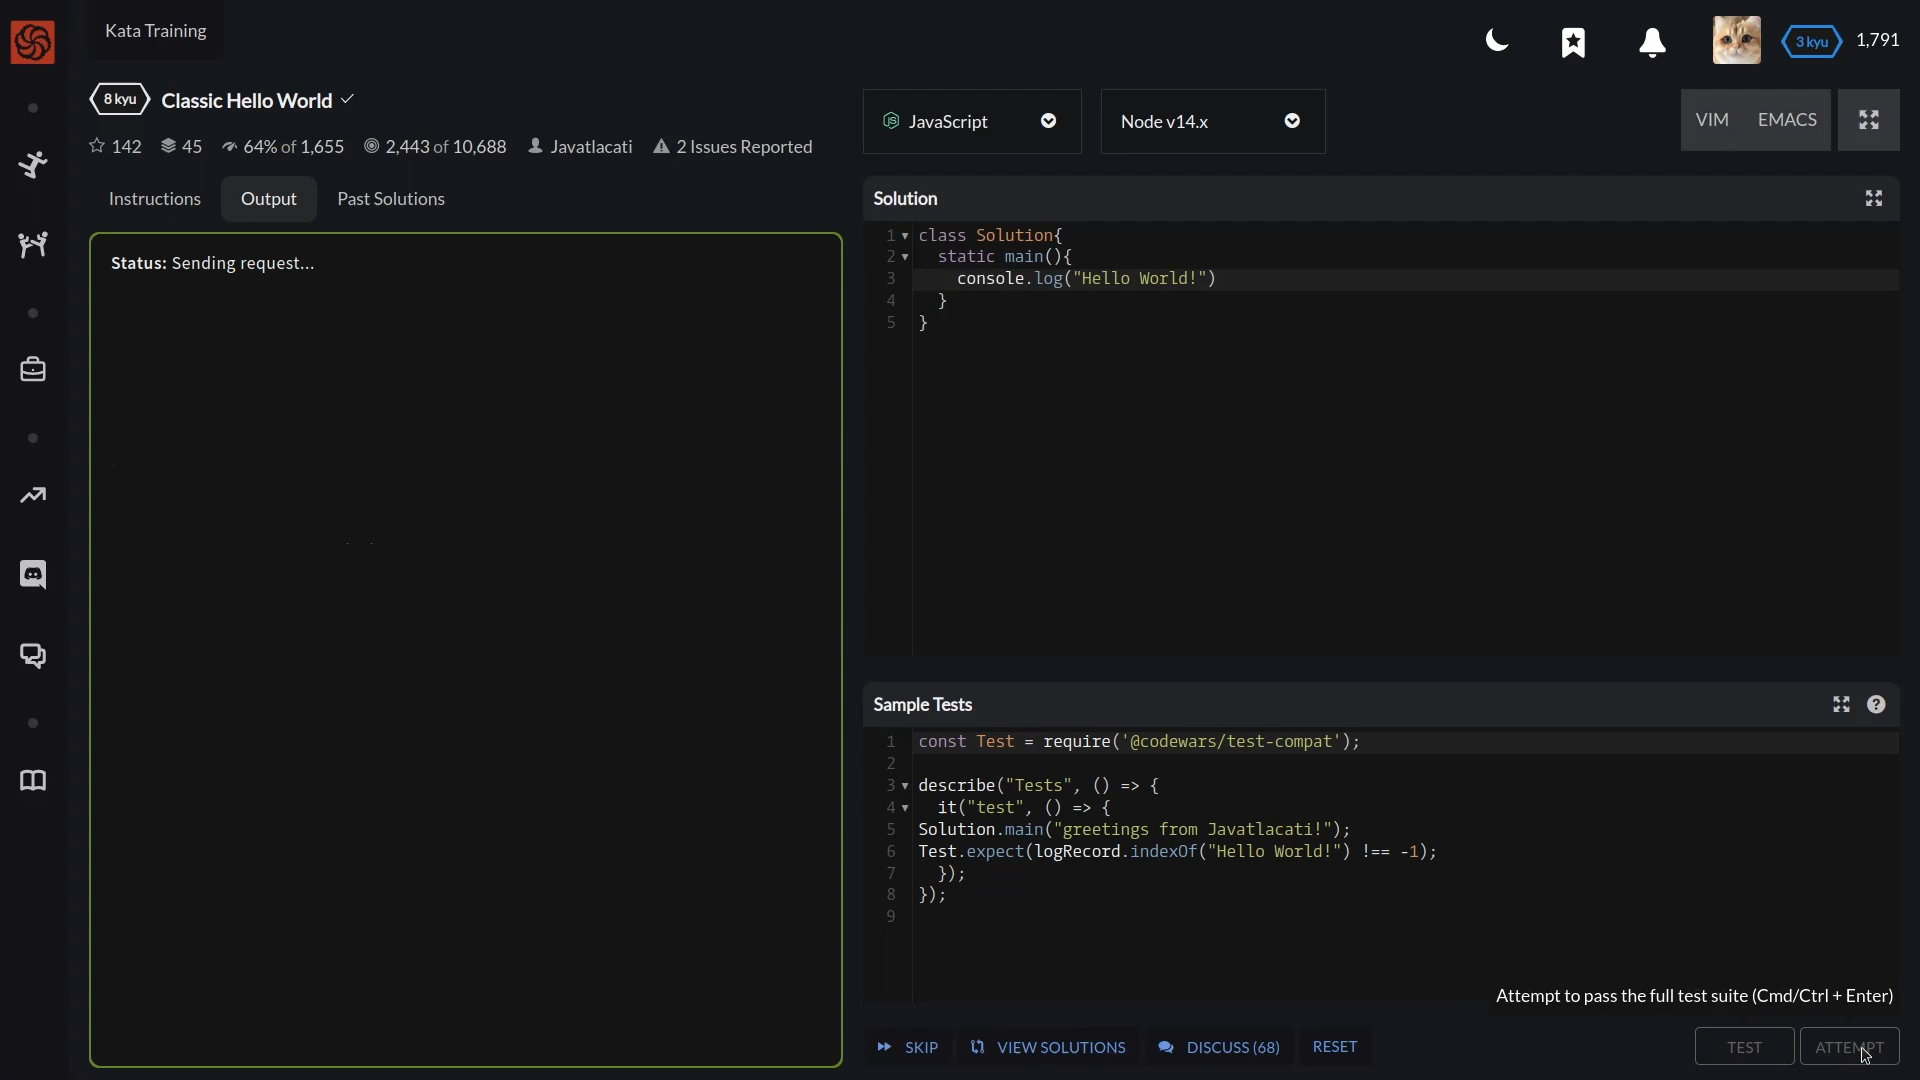 Kata Training
3 kyu 1,791
8 kyu Classic Hello World
142 45 64% of 1,655 2,443 of 10,688 Javatlacati 2 Issues Reported
JavaScript Node v14.x VIM EMACS
Instructions Output Past Solutions
Status: Sending request...
Solution
1 class Solution{
2 static main(){
3 console.log("Hello World!")
4 }
5 }
Sample Tests
1 const Test = require('@codewars/test-compat');
2
3 describe("Tests", () => {
4 it("test", () => {
5 Solution.main("greetings from Javatlacati!");
6 Test.expect(logRecord.indexOf("Hello World!") !== -1);
7 });
8 });
9
Attempt to pass the full test suite (Cmd/Ctrl + Enter)
SKIP VIEW SOLUTIONS DISCUSS (68) RESET TEST ATTEMPT